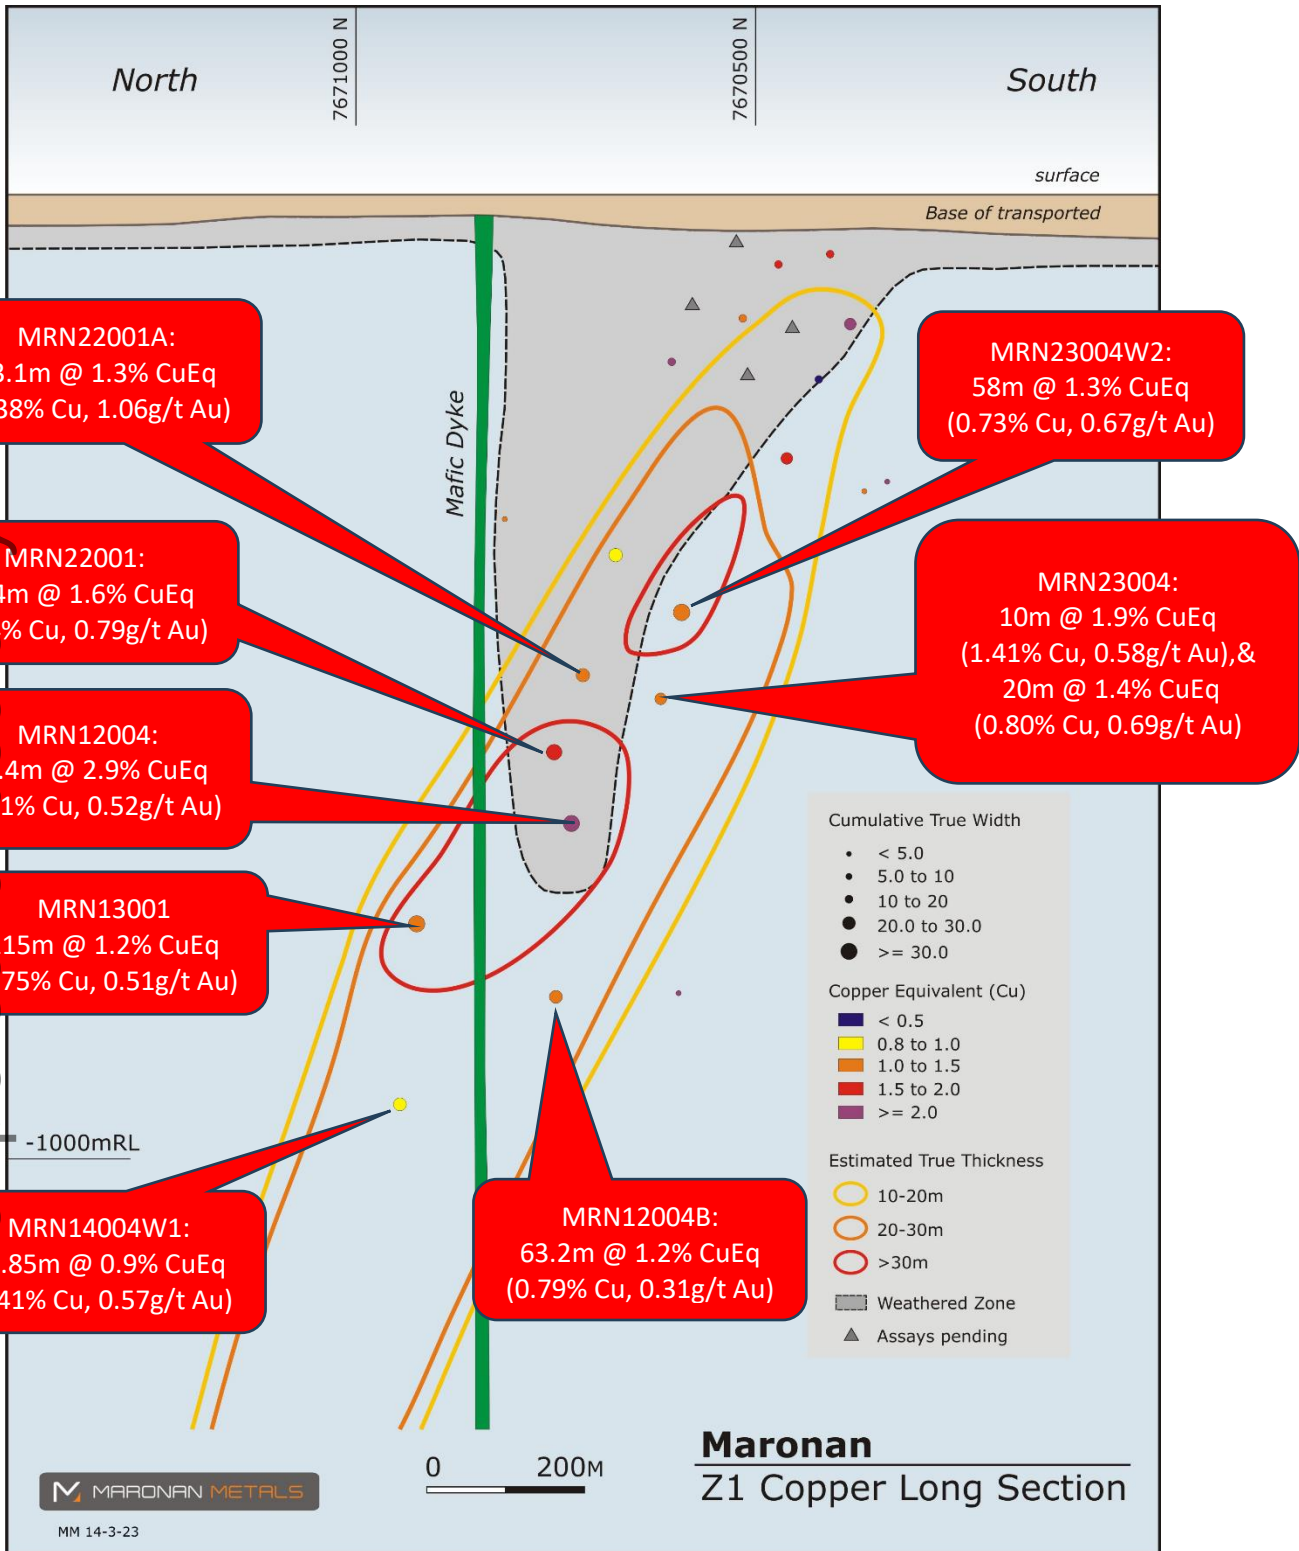 North
7671000 N
7670500 N
South
surface
Base of transported
MRN22001A:
3.1m @ 1.3% CuEq
38% Cu, 1.06g/t Au)
Mafic Dyke
MRN23004W2:
58m @ 1.3% CuEq
(0.73% Cu, 0.67g/t Au)
MRN22001:
4m @ 1.6% CuEq
% Cu, 0.79g/t Au)
MRN23004:
10m @ 1.9% CuEq
(1.41% Cu, 0.58g/t Au),&
20m @ 1.4% CuEq
(0.80% Cu, 0.69g/t Au)
MRN12004:
.4m @ 2.9% CuEq
1% Cu, 0.52g/t Au)
MRN13001
15m @ 1.2% CuEq
75% Cu, 0.51g/t Au)
Cumulative True Width
< 5.0
5.0 to 10
10 to 20
20.0 to 30.0
>= 30.0
Copper Equivalent (Cu)
< 0.5
0.8 to 1.0
1.0 to 1.5
1.5 to 2.0
>= 2.0
Estimated True Thickness
10-20m
20-30m
>30m
Weathered Zone
Assays pending
-1000mRL
MRN14004W1:
.85m @ 0.9% CuEq
41% Cu, 0.57g/t Au)
MRN12004B:
63.2m @ 1.2% CuEq
(0.79% Cu, 0.31g/t Au)
0 200M
Maronan
Z1 Copper Long Section
MARONAN METALS
MM 14-3-23